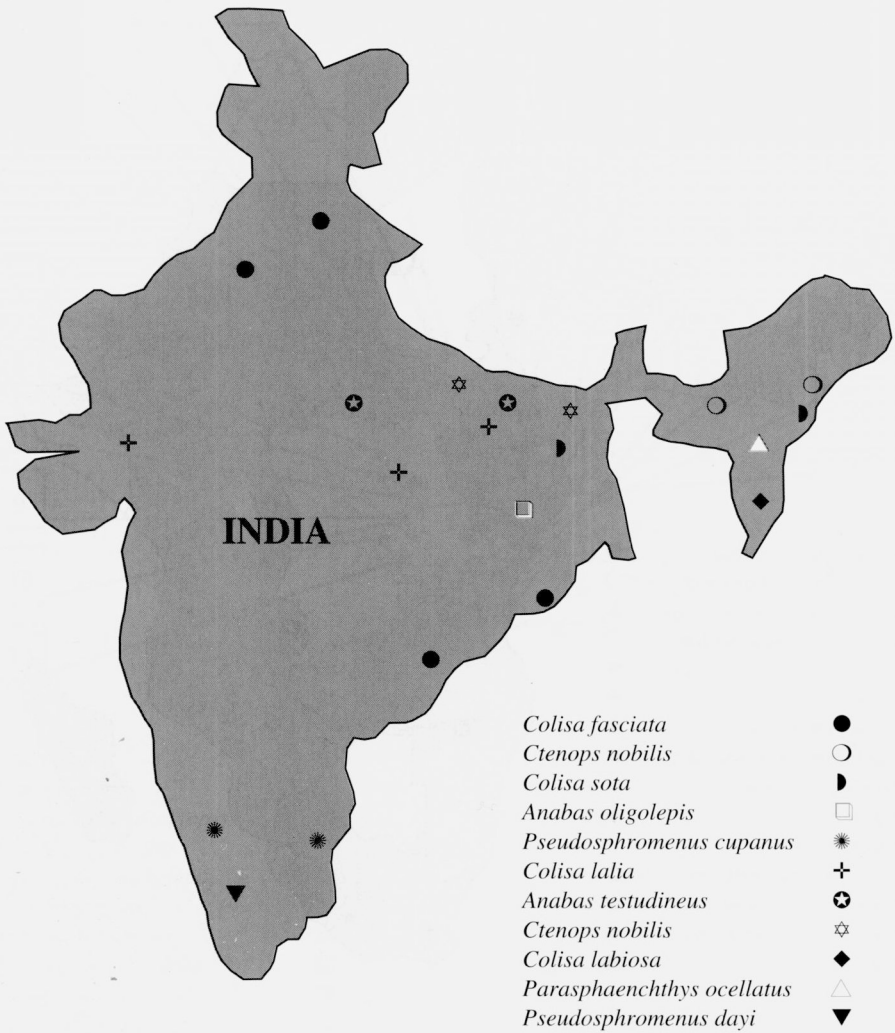 INDIA
Colisa fasciata
Ctenops nobilis
Colisa sota
Anabas oligolepis
Pseudosphromenus cupanus
Colisa lalia
Anabas testudineus
Ctenops nobilis
Colisa labiosa
Parasphaenchthys ocellatus
Pseudosphromenus dayi